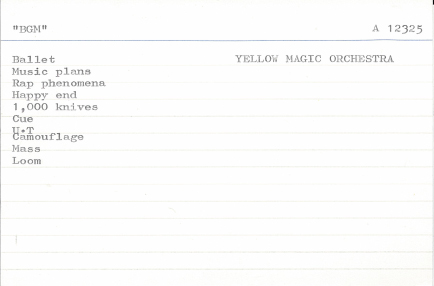 "BGM" A 12325
Ballet YELLOW MAGIC ORCHESTRA
Music plans
Rap phenomena
Happy end
1,000 knives
Cue
U·T
Camouflage
Mass
Loom